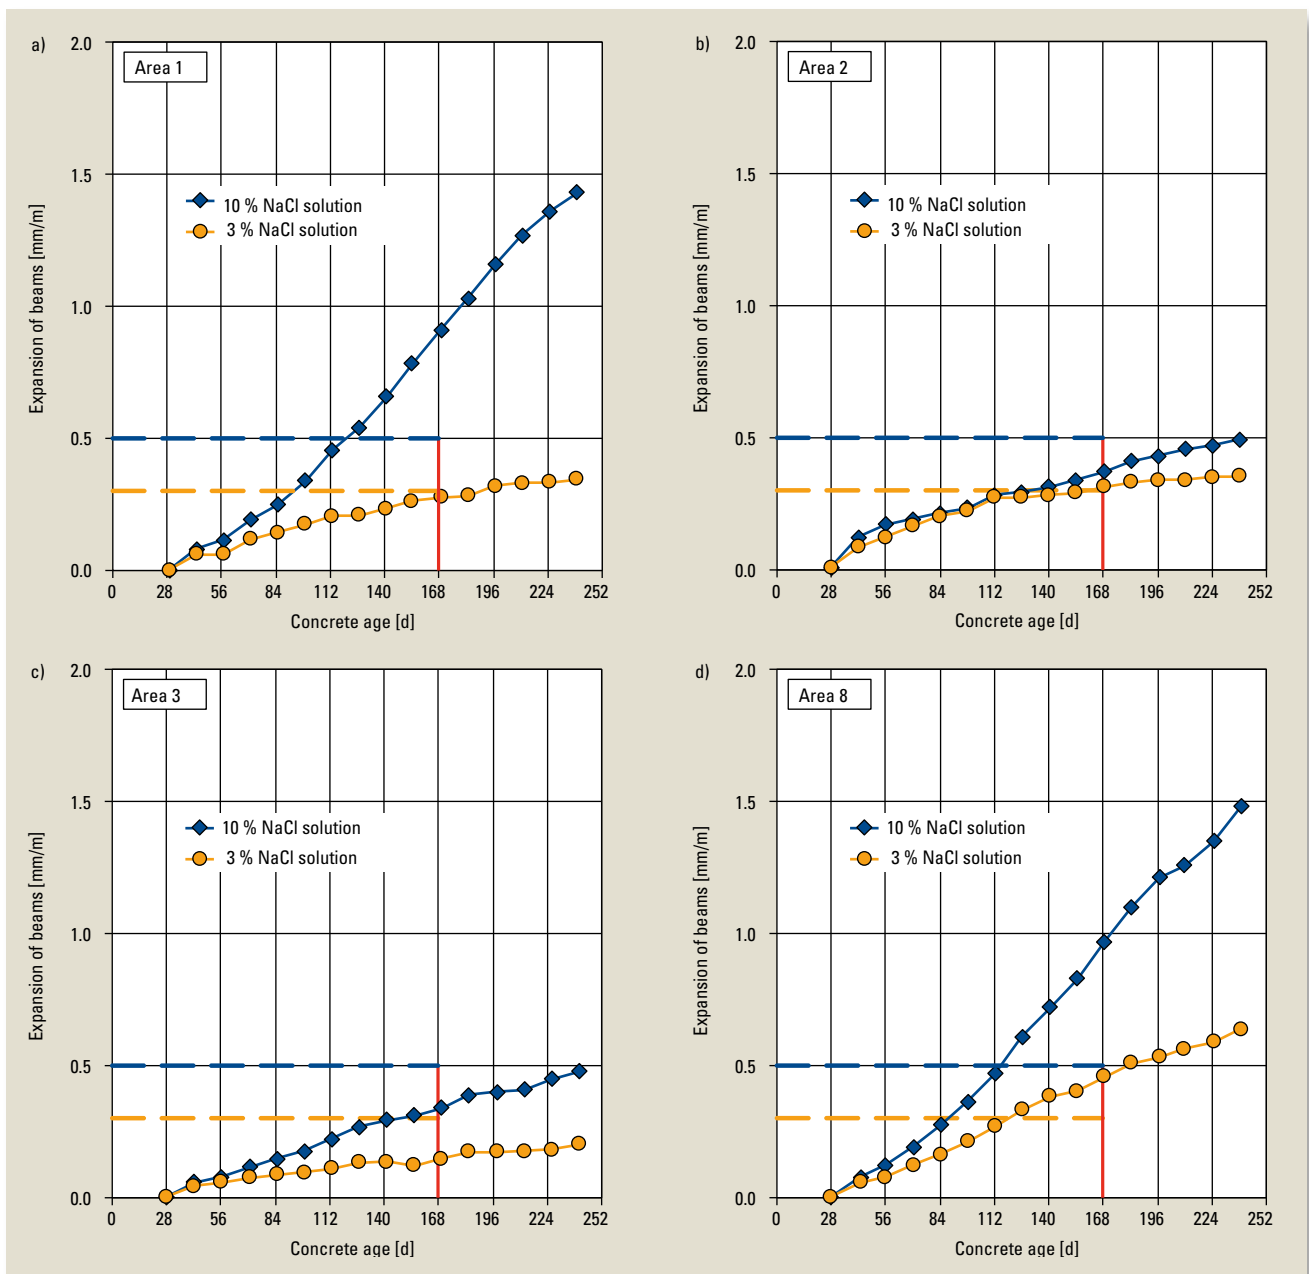 a)
Area 1
2.0
1.5
1.0
0.5
0.0
Expansion of beams [mm/m]
10 % NaCl solution
3 % NaCl solution
0 28 56 84 112 140 168 196 224 252
Concrete age [d]
b)
Area 2
2.0
1.5
1.0
0.5
0.0
Expansion of beams [mm/m]
10 % NaCl solution
3 % NaCl solution
0 28 56 84 112 140 168 196 224 252
Concrete age [d]
c)
Area 3
2.0
1.5
1.0
0.5
0.0
Expansion of beams [mm/m]
10 % NaCl solution
3 % NaCl solution
0 28 56 84 112 140 168 196 224 252
Concrete age [d]
d)
Area 8
2.0
1.5
1.0
0.5
0.0
Expansion of beams [mm/m]
10 % NaCl solution
3 % NaCl solution
0 28 56 84 112 140 168 196 224 252
Concrete age [d]